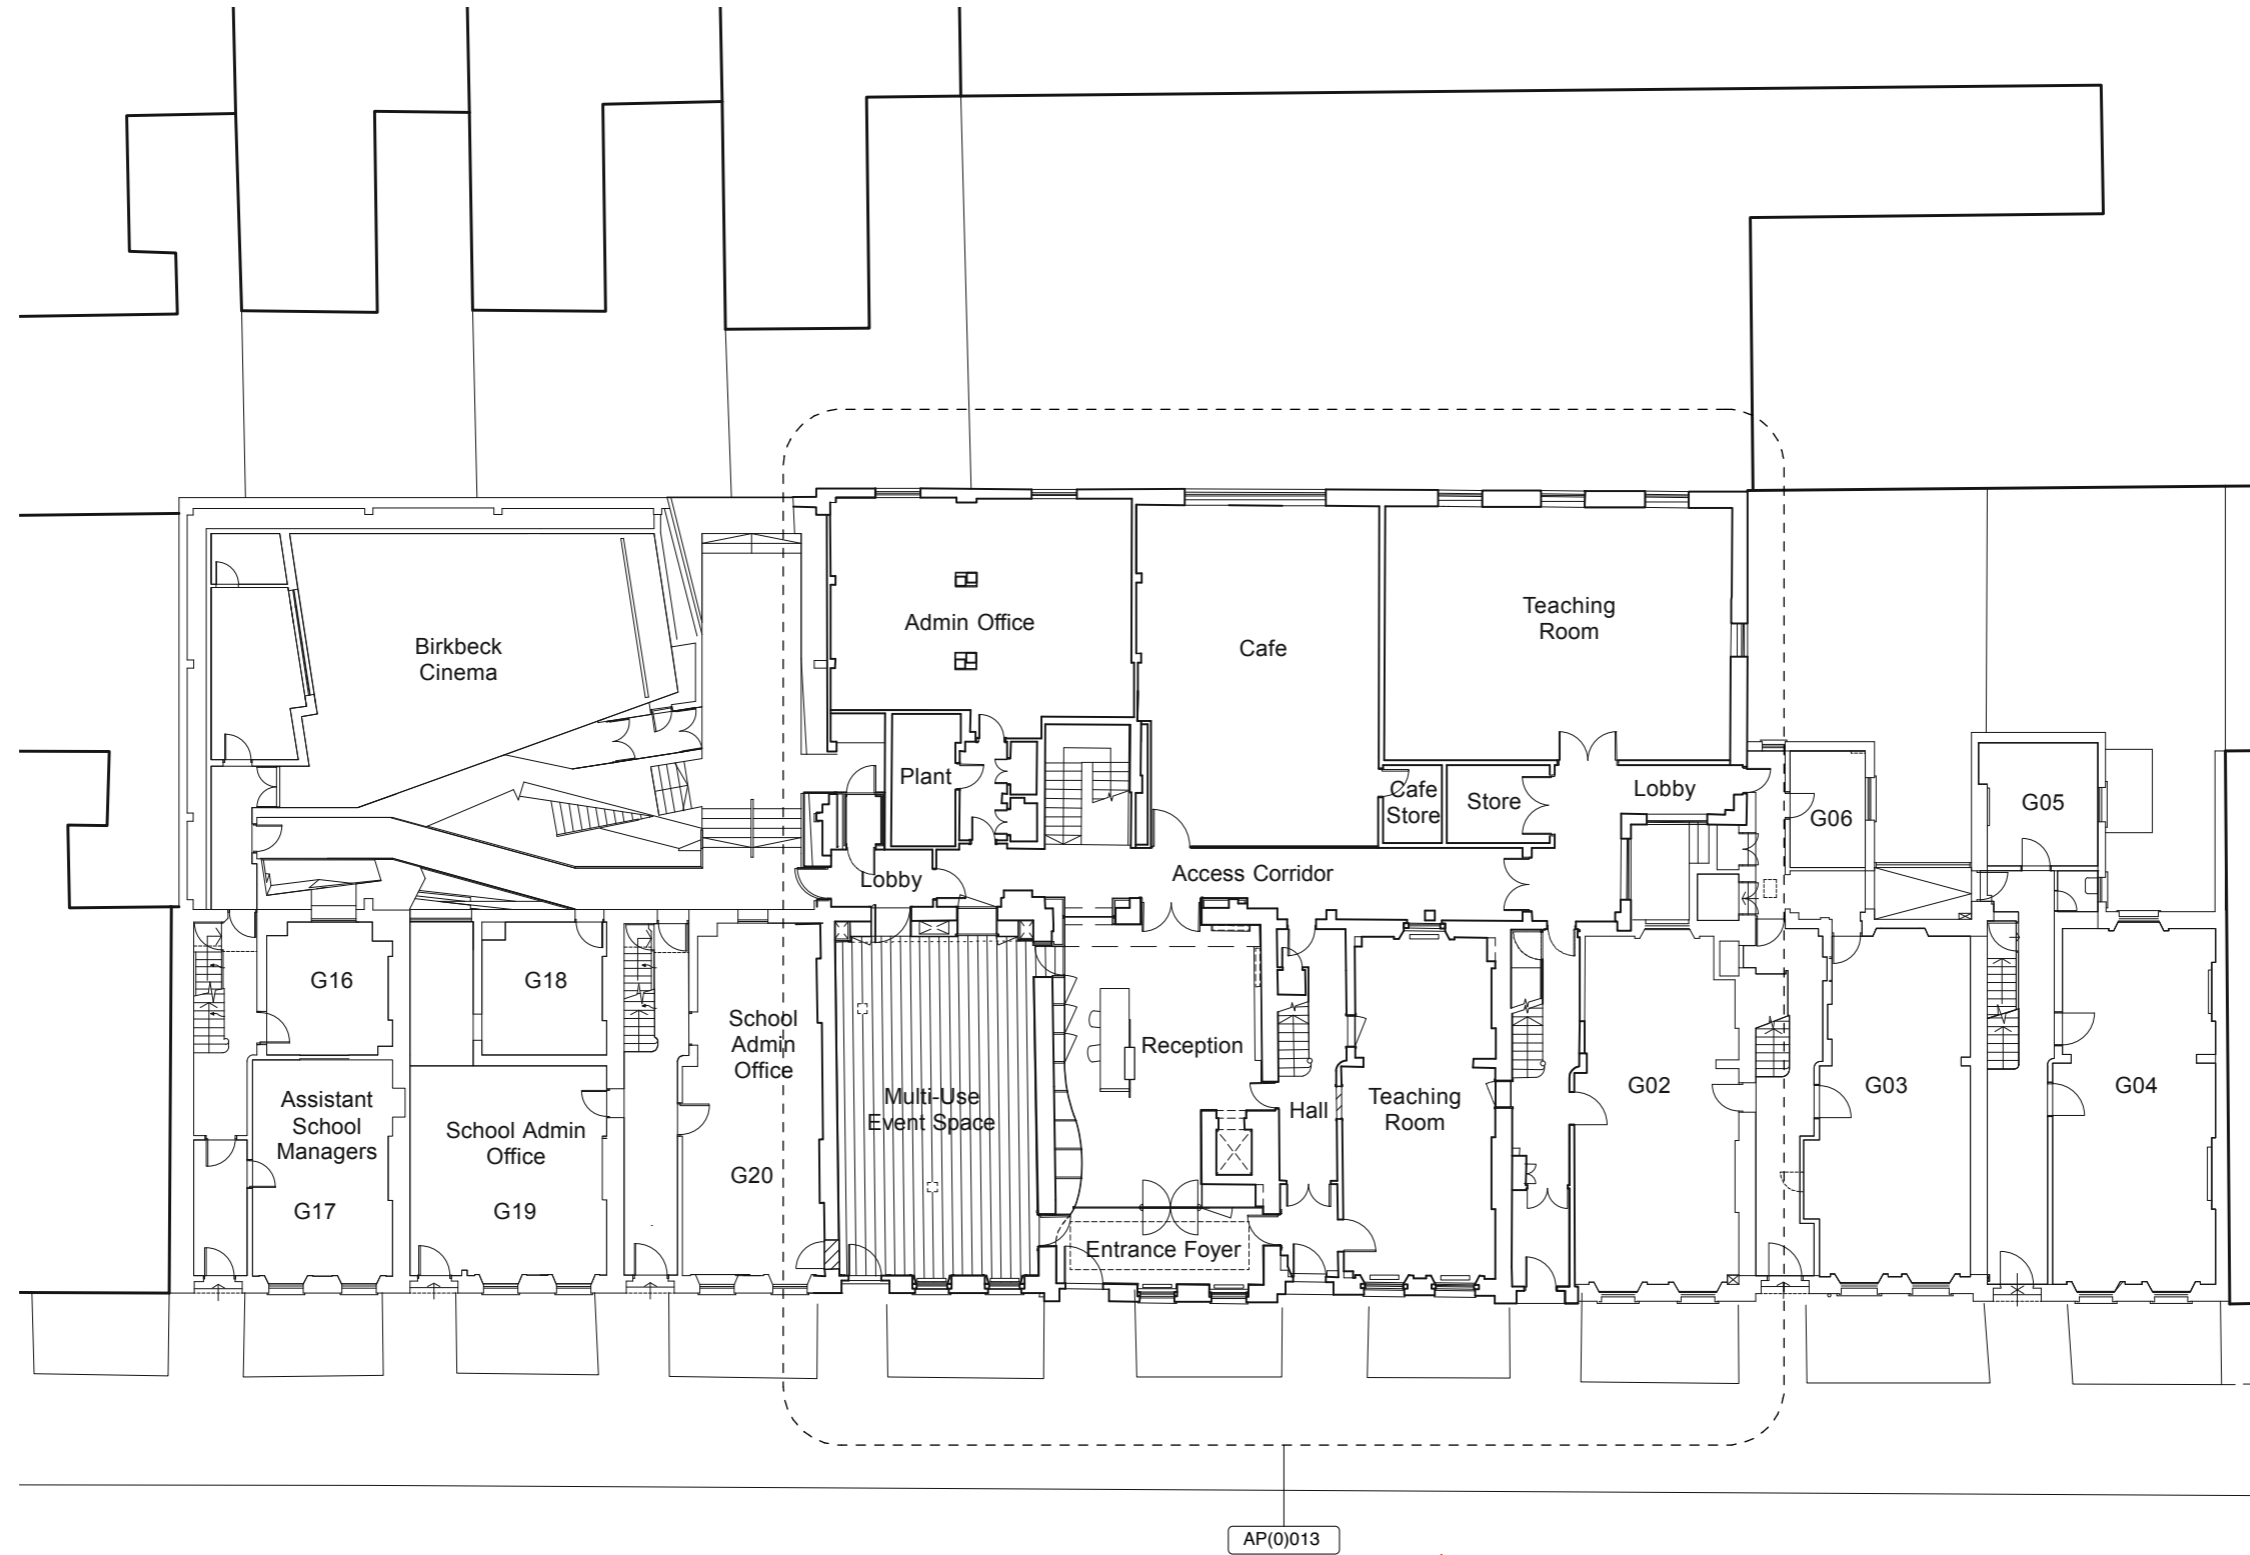 Birkbeck
Cinema
Admin Office
Cafe
Teaching
Room
Plant
Cafe
Store
Store
Lobby
G06
G05
Lobby
Access Corridor
G16
G18
School
Admin
Office
G20
Multi-Use
Event Space
Reception
Hall
Teaching
Room
G02
G03
G04
Assistant
School
Managers
G17
School Admin
Office
G19
Entrance Foyer
AP(0)013